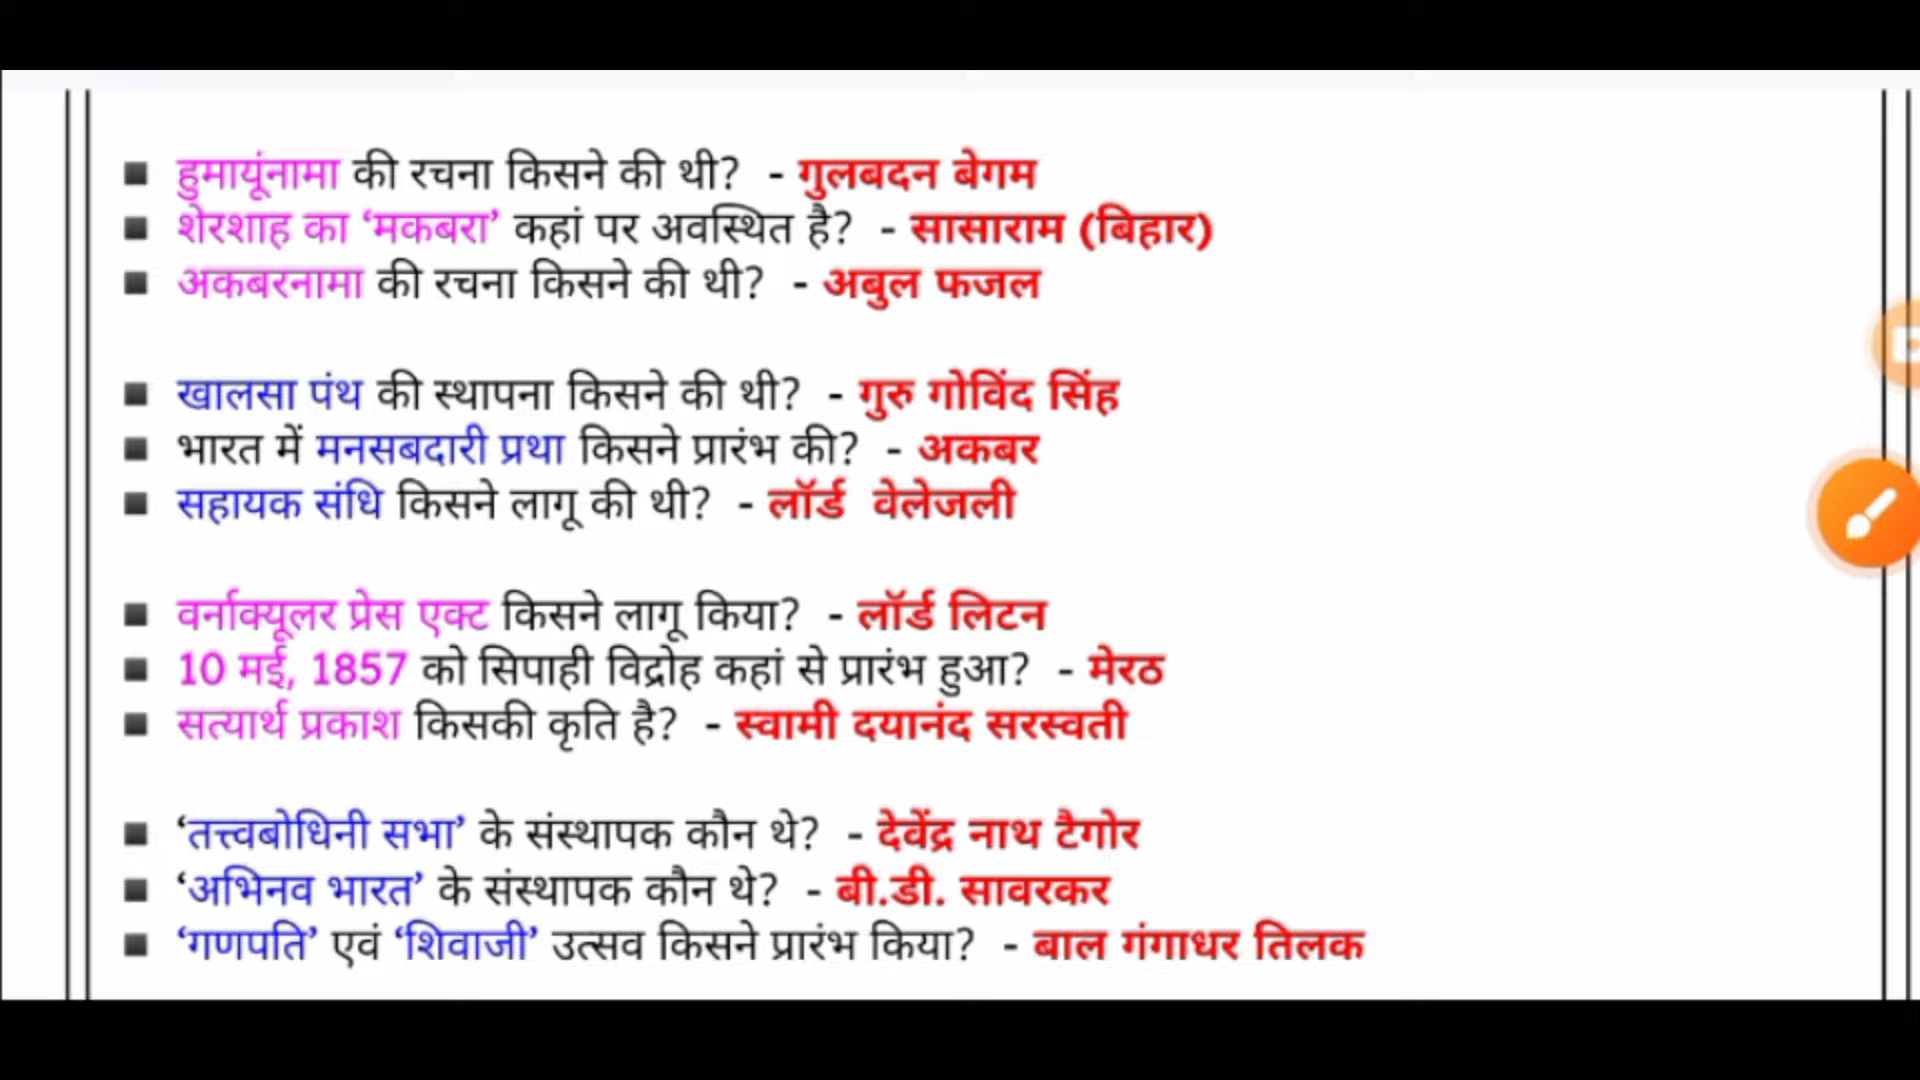 ▪ हुमायूंनामा की रचना किसने की थी? - गुलबदन बेगम
▪ शेरशाह का ‘मकबरा’ कहां पर अवस्थित है? - सासाराम (बिहार)
▪ अकबरनामा की रचना किसने की थी? - अबुल फजल
▪ खालसा पंथ की स्थापना किसने की थी? - गुरु गोविंद सिंह
▪ भारत में मनसबदारी प्रथा किसने प्रारंभ की? - अकबर
▪ सहायक संधि किसने लागू की थी? - लॉर्ड वेलेजली
▪ वर्नाक्यूलर प्रेस एक्ट किसने लागू किया? - लॉर्ड लिटन
▪ 10 मई, 1857 को सिपाही विद्रोह कहां से प्रारंभ हुआ? - मेरठ
▪ सत्यार्थ प्रकाश किसकी कृति है? - स्वामी दयानंद सरस्वती
▪ ‘तत्त्वबोधिनी सभा’ के संस्थापक कौन थे? - देवेंद्र नाथ टैगोर
▪ ‘अभिनव भारत’ के संस्थापक कौन थे? - बी.डी. सावरकर
▪ ‘गणपति’ एवं ‘शिवाजी’ उत्सव किसने प्रारंभ किया? - बाल गंगाधर तिलक